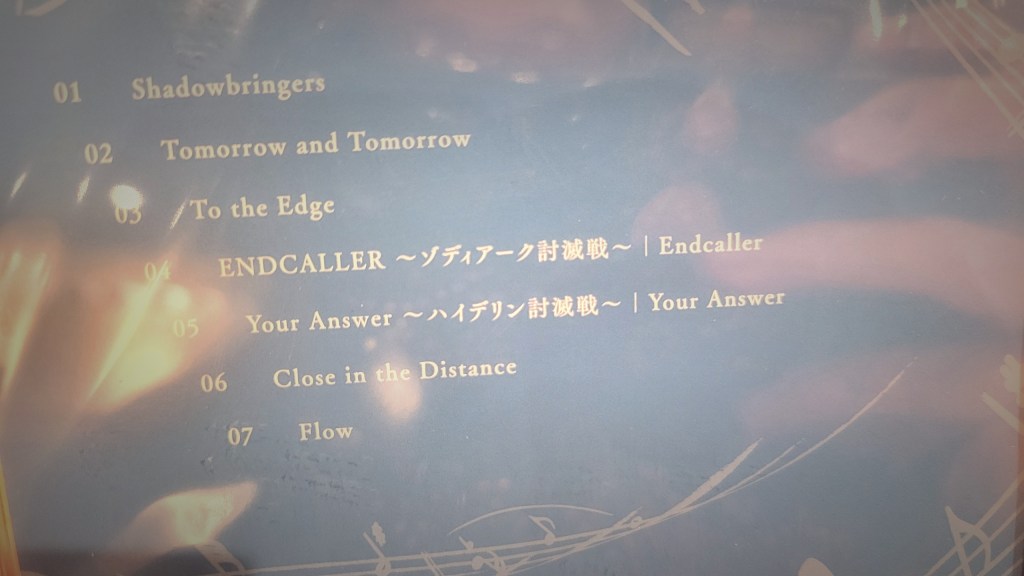 01 Shadowbringers
02 Tomorrow and Tomorrow
03 To the Edge
04 ENDCALLER ～ゾディアーク討滅戦～ | Endcaller
05 Your Answer ～ハイデリン討滅戦～ | Your Answer
06 Close in the Distance
07 Flow